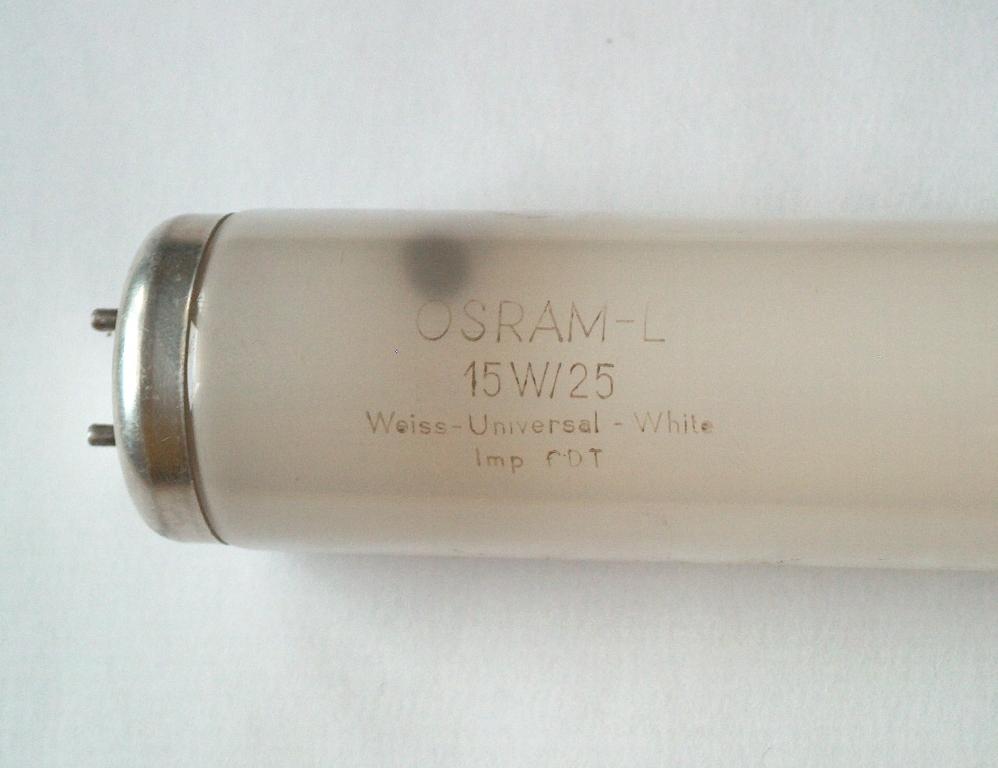 OSRAM-L
15W/25
Weiss-Universal - White
Imp